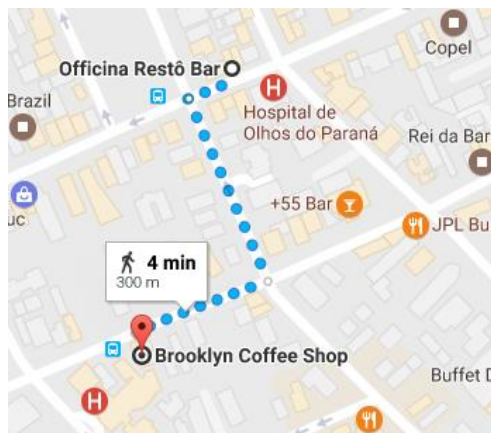 Copel
Officina Restô Bar
H
Hospital de
Olhos do Paraná
Brazil
Rei da Bar
uc
+55 Bar
JPL Bu
4 min
300 m
Brooklyn Coffee Shop
Buffet D
H